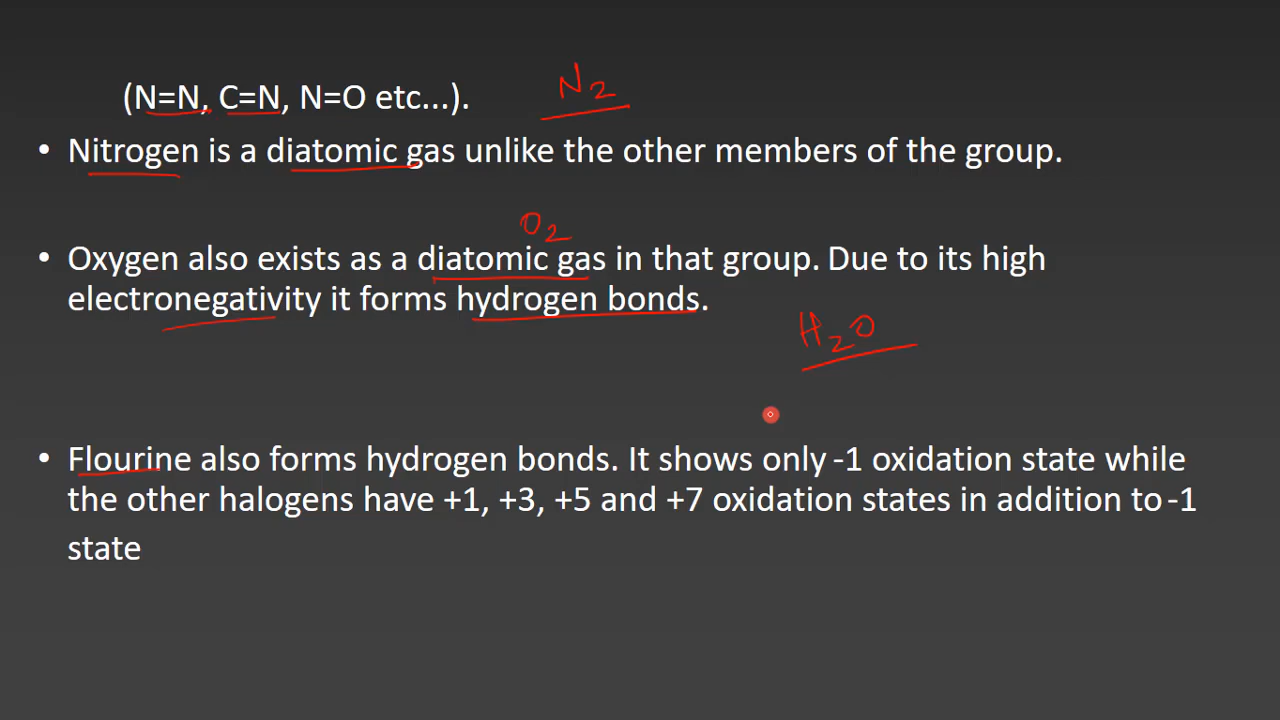 (N=N, C=N, N=O etc...).
N2
• Nitrogen is a diatomic gas unlike the other members of the group.
O2
• Oxygen also exists as a diatomic gas in that group. Due to its high
electronegativity it forms hydrogen bonds.
H2O
• Flourine also forms hydrogen bonds. It shows only -1 oxidation state while
the other halogens have +1, +3, +5 and +7 oxidation states in addition to -1
state